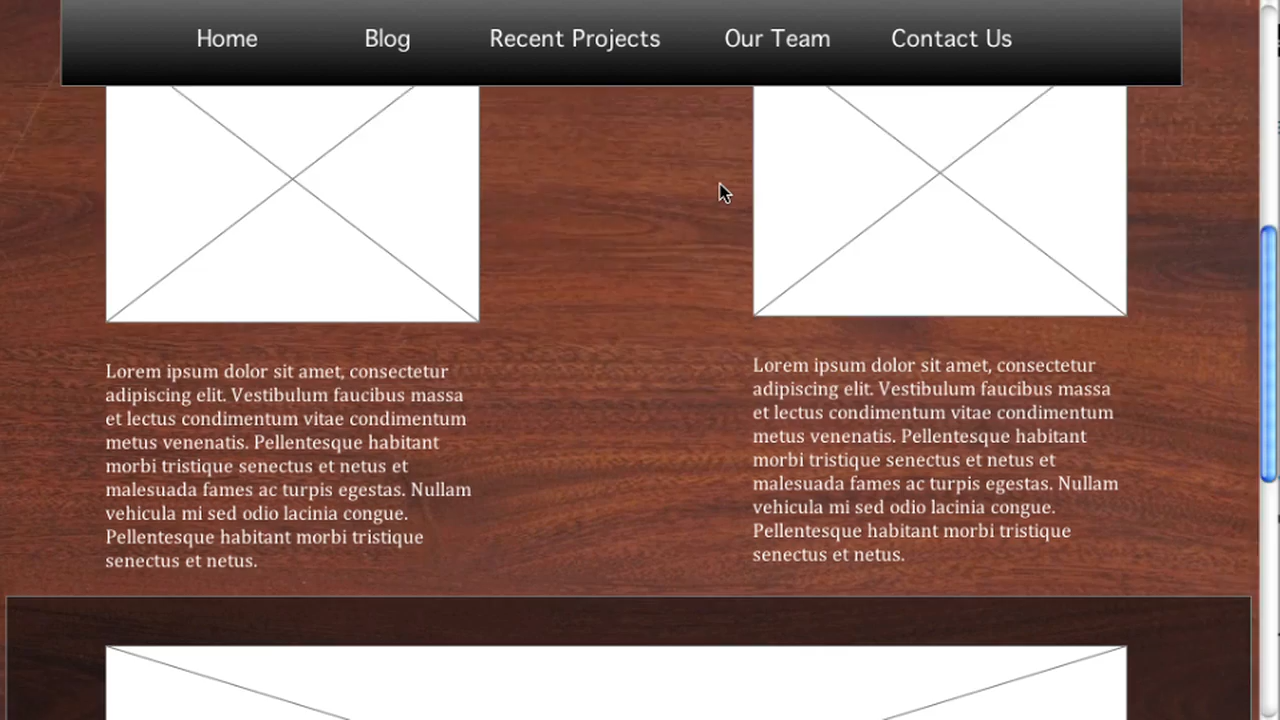 Home Blog Recent Projects Our Team Contact Us
Lorem ipsum dolor sit amet, consectetur
adipiscing elit. Vestibulum faucibus massa
et lectus condimentum vitae condimentum
metus venenatis. Pellentesque habitant
morbi tristique senectus et netus et
malesuada fames ac turpis egestas. Nullam
vehicula mi sed odio lacinia congue.
Pellentesque habitant morbi tristique
senectus et netus.
Lorem ipsum dolor sit amet, consectetur
adipiscing elit. Vestibulum faucibus massa
et lectus condimentum vitae condimentum
metus venenatis. Pellentesque habitant
morbi tristique senectus et netus et
malesuada fames ac turpis egestas. Nullam
vehicula mi sed odio lacinia congue.
Pellentesque habitant morbi tristique
senectus et netus.